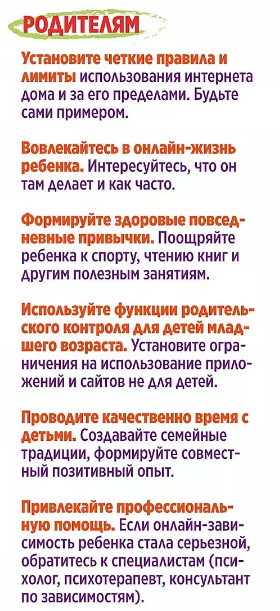 РОДИТЕЛЯМ
Установите четкие правила и
лимиты использования интернета
дома и за его пределами. Будьте
сами примером.
Вовлекайтесь в онлайн-жизнь
ребенка. Интересуйтесь, что он
там делает и как часто.
Формируйте здоровые повсед-
невные привычки. Поощряйте
ребенка к спорту, чтению книг и
другим полезным занятиям.
Используйте функции родитель-
ского контроля для детей млад-
шего возраста. Установите огра-
ничения на использование прило-
жений и сайтов не для детей.
Проводите качественно время с
детьми. Создавайте семейные
традиции, формируйте совмест-
ный позитивный опыт.
Привлекайте профессиональ-
ную помощь. Если онлайн-зави-
симость ребенка стала серьезной,
обратитесь к специалистам (пси-
холог, психотерапевт, консультант
по зависимостям).